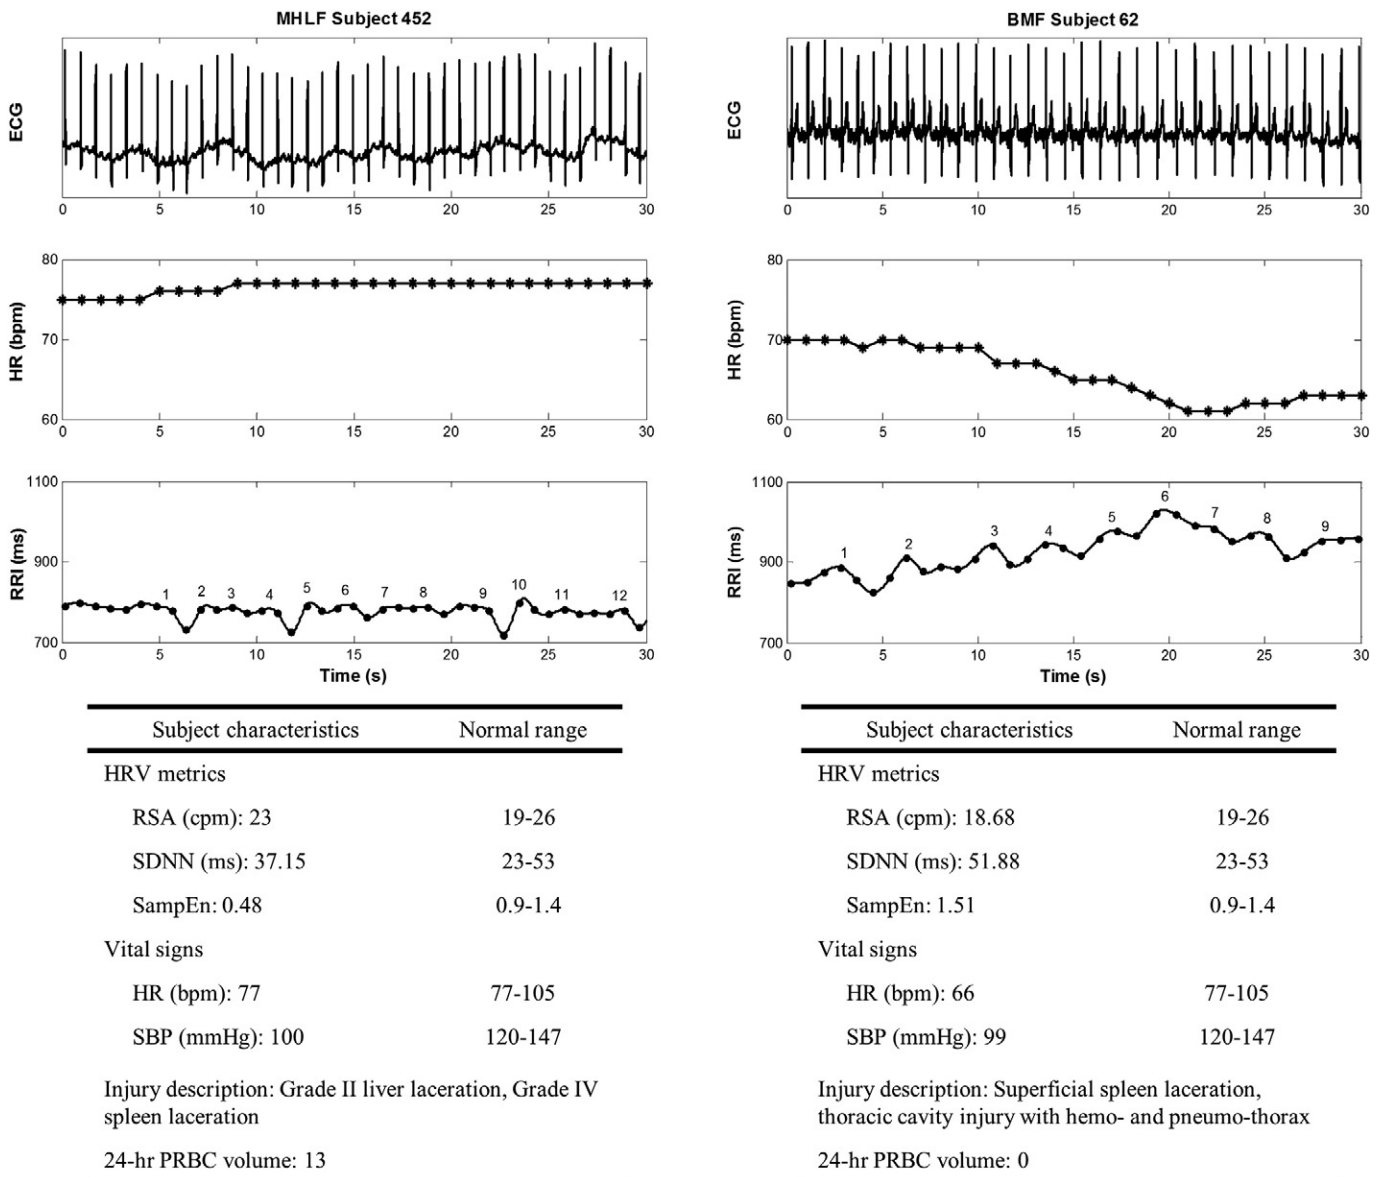 MHLF Subject 452
ECG
0 5 10 15 20 25 30
80
70
60
HR (bpm)
0 5 10 15 20 25 30
1100
900
700
RRI (ms)
1 2 3 4 5 6 7 8 9 10 11 12
0 5 10 15 20 25 30
Time (s)
Subject characteristics Normal range
HRV metrics
RSA (cpm): 23 19-26
SDNN (ms): 37.15 23-53
SampEn: 0.48 0.9-1.4
Vital signs
HR (bpm): 77 77-105
SBP (mmHg): 100 120-147
Injury description: Grade II liver laceration, Grade IV
spleen laceration
24-hr PRBC volume: 13
BMF Subject 62
ECG
0 5 10 15 20 25 30
80
70
60
HR (bpm)
0 5 10 15 20 25 30
1100
900
700
RRI (ms)
1 2 3 4 5 6 7 8 9
0 5 10 15 20 25 30
Time (s)
Subject characteristics Normal range
HRV metrics
RSA (cpm): 18.68 19-26
SDNN (ms): 51.88 23-53
SampEn: 1.51 0.9-1.4
Vital signs
HR (bpm): 66 77-105
SBP (mmHg): 99 120-147
Injury description: Superficial spleen laceration,
thoracic cavity injury with hemo- and pneumo-thorax
24-hr PRBC volume: 0